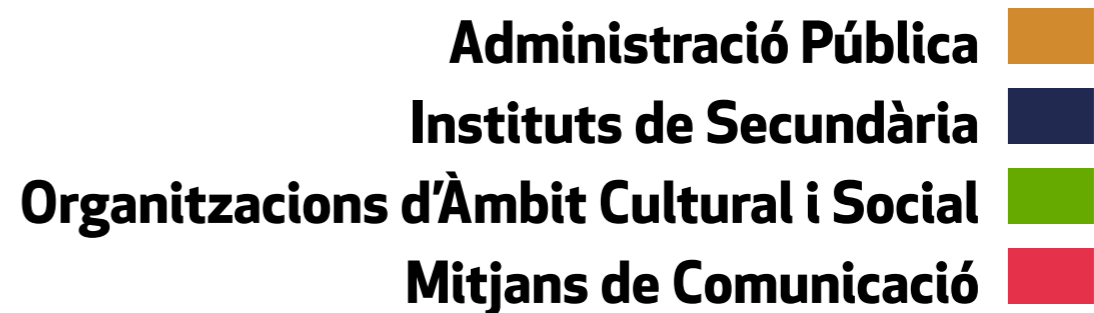 Administració Pública
Instituts de Secundària
Organitzacions d’Àmbit Cultural i Social
Mitjans de Comunicació